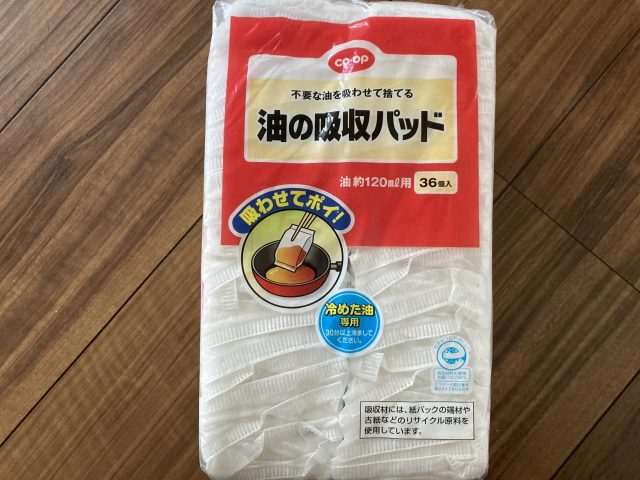 co·op
不要な油を吸わせて捨てる
油の吸収パッド
油約120mℓ用 36個入
吸わせてポイ!
冷めた油
専用
30分以上冷まして
ください。
吸収材には、紙パックの端材や
古紙などのリサイクル原料を
使用しています。